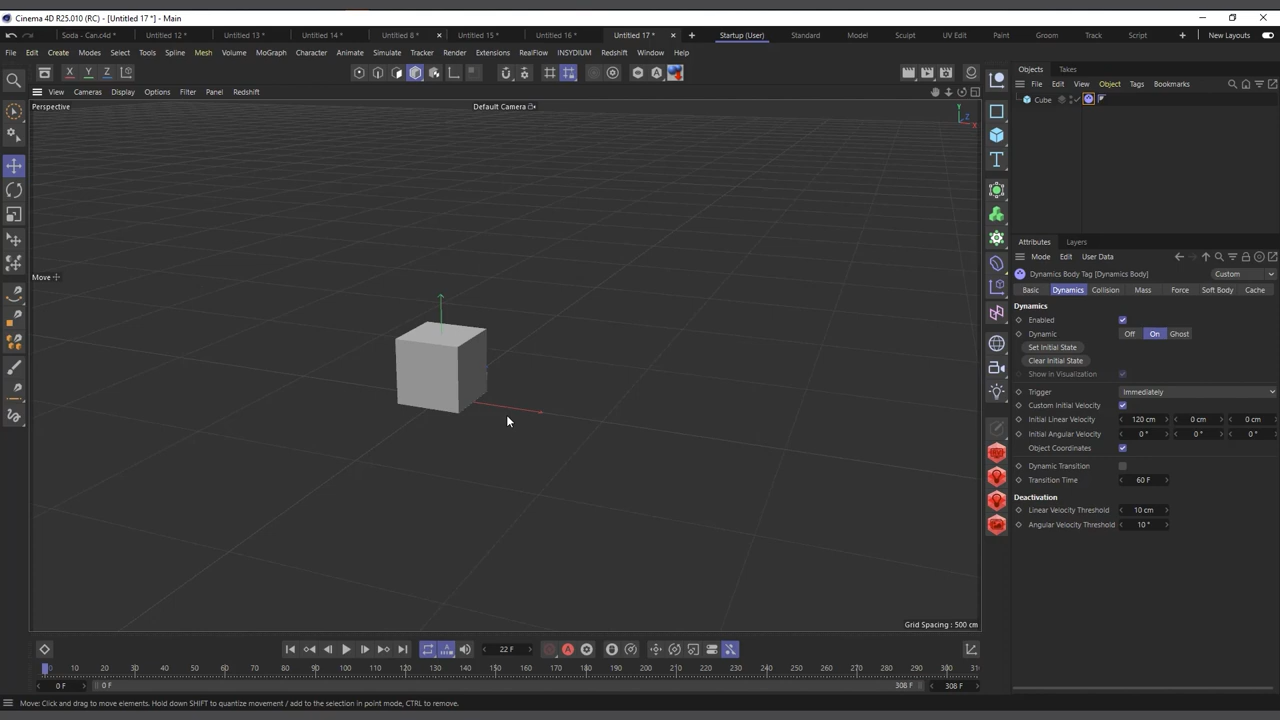 Cinema 4D R25.010 (RC) - [Untitled 17 *] - Main
Soda - Can.c4d * Untitled 12 * Untitled 13 * Untitled 14 * Untitled 8 * × Untitled 15 * Untitled 16 * Untitled 17 * × + Startup (User) Standard Model Sculpt UV Edit Paint Groom Track Script + New Layouts
File Edit Create Modes Select Tools Spline Mesh Volume MoGraph Character Animate Simulate Tracker Render Extensions RealFlow INSYDIUM Redshift Window Help
X Y Z
Objects Takes
File Edit View Object Tags Bookmarks
Cube
View Cameras Display Options Filter Panel Redshift
Perspective Default Camera
Y
Z
X
Move
Attributes Layers
Mode Edit User Data
Dynamics Body Tag [Dynamics Body] Custom
Basic Dynamics Collision Mass Force Soft Body Cache
Dynamics
Enabled
Dynamic Off On Ghost
Set Initial State
Clear Initial State
Show in Visualization
Trigger Immediately
Custom Initial Velocity
Initial Linear Velocity 120 cm 0 cm 0 cm
Initial Angular Velocity 0 ° 0 ° 0 °
Object Coordinates
Dynamic Transition
Transition Time 60 F
Deactivation
Linear Velocity Threshold 10 cm
Angular Velocity Threshold 10 °
Grid Spacing : 500 cm
22 F
0 10 20 30 40 50 60 70 80 90 100 110 120 130 140 150 160 170 180 190 200 210 220 230 240 250 260 270 280 290 300 31
0 F 0 F 308 F 308 F
Move: Click and drag to move elements. Hold down SHIFT to quantize movement / add to the selection in point mode, CTRL to remove.